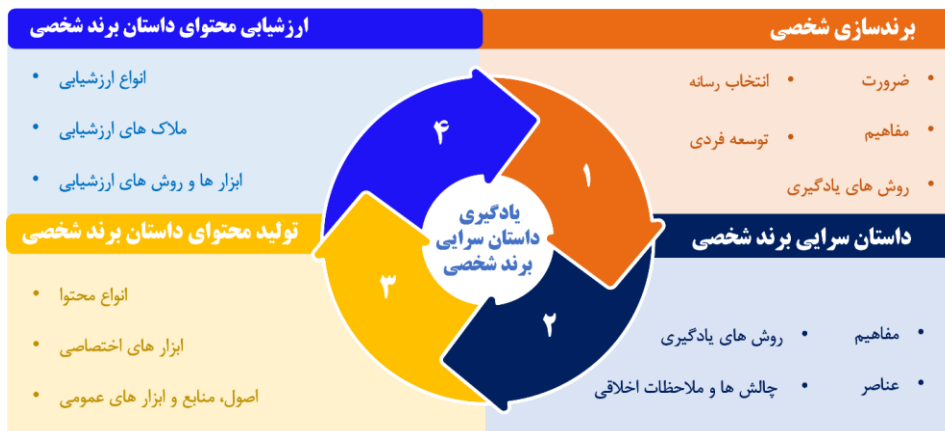 برندسازی شخصی
ضرورت
انتخاب رسانه
مفاهیم
توسعه فردی
روش های یادگیری
۱
داستان سرایی برند شخصی
مفاهیم
روش های یادگیری
عناصر
چالش ها و ملاحظات اخلاقی
۲
تولید محتوای داستان برند شخصی
انواع محتوا
ابزار های اختصاصی
اصول، منابع و ابزار های عمومی
۳
ارزشیابی محتوای داستان برند شخصی
انواع ارزشیابی
ملاک های ارزشیابی
ابزار ها و روش های ارزشیابی
۴
یادگیری
داستان سرایی
برند شخصی